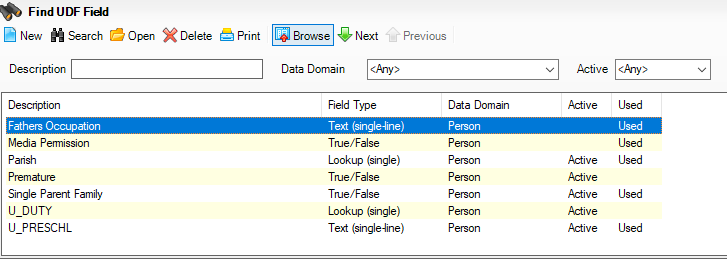 Find UDF Field
New Search Open Delete Print Browse Next Previous
Description Data Domain <Any> Active <Any>
Description Field Type Data Domain Active Used
Fathers Occupation Text (single-line) Person Used
Media Permission True/False Person Used
Parish Lookup (single) Person Active Used
Premature True/False Person Active
Single Parent Family True/False Person Active Used
U_DUTY Lookup (single) Person Active
U_PRESCHL Text (single-line) Person Active Used